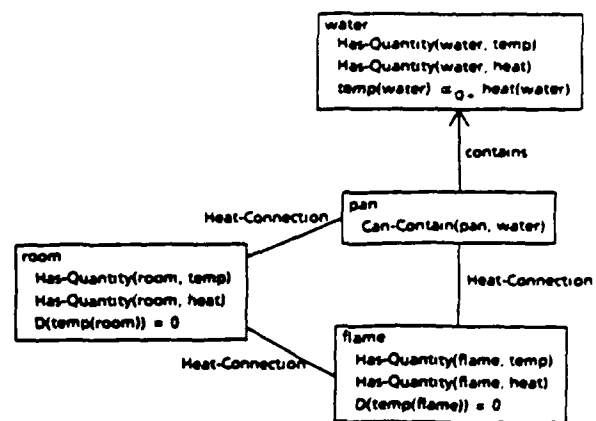 water
Has-Quantity(water, temp)
Has-Quantity(water, heat)
temp(water) ∝Q+ heat(water)
contains
pan
Can-Contain(pan, water)
Heat-Connection
room
Has-Quantity(room, temp)
Has-Quantity(room, heat)
D(temp(room)) = 0
Heat-Connection
Heat-Connection
flame
Has-Quantity(flame, temp)
Has-Quantity(flame, heat)
D(temp(flame)) = 0